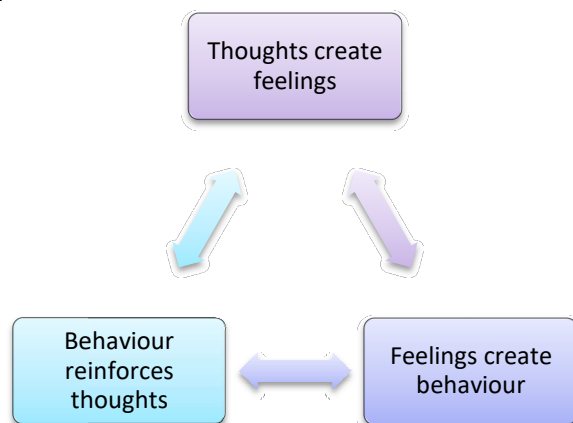 Thoughts create
feelings
Behaviour
reinforces
thoughts
Feelings create
behaviour